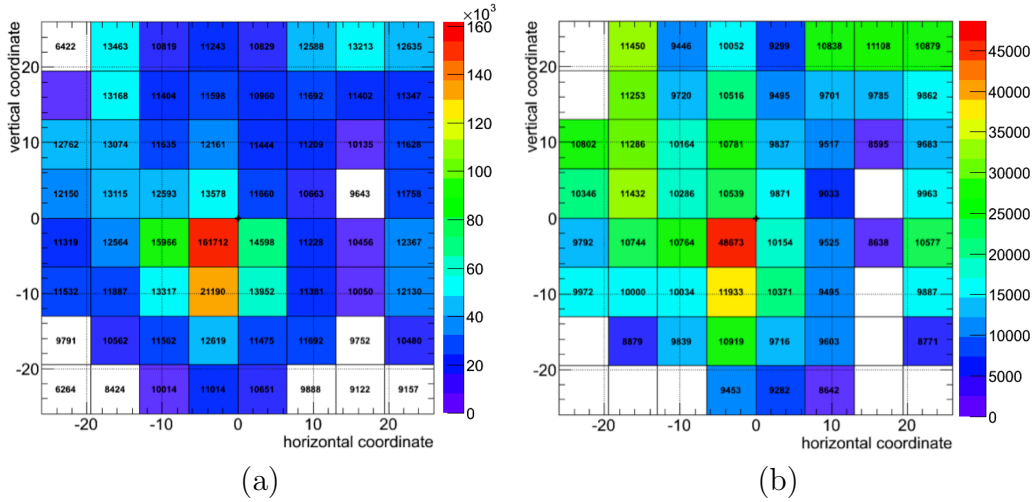 ×10³
6422 13463 10819 11243 10829 12588 13213 12635
13168 11404 11598 10960 11692 11402 11347
12762 13074 11635 12161 11444 11209 10135 11628
12150 13115 12593 13578 11660 10663 9643 11758
11319 12564 15966 161712 14598 11228 10456 12367
11532 11887 13317 21190 13952 11381 10050 12130
9791 10562 11562 12619 11475 11692 9752 10480
6264 8424 10014 11014 10651 9888 9122 9157
vertical coordinate
20
10
0
-10
-20
-20 -10 0 10 20
horizontal coordinate
160
140
120
100
80
60
40
20
0
(a)
11450 9446 10052 9299 10838 11108 10879
11253 9720 10516 9495 9701 9785 9862
10802 11286 10164 10781 9837 9517 8595 9683
10346 11432 10286 10539 9871 9033 9963
9792 10744 10764 48673 10154 9525 8638 10577
9972 10000 10034 11933 10371 9495 9887
8879 9839 10919 9716 9603 8771
9453 9282 8642
vertical coordinate
20
10
0
-10
-20
-20 -10 0 10 20
horizontal coordinate
45000
40000
35000
30000
25000
20000
15000
10000
5000
0
(b)